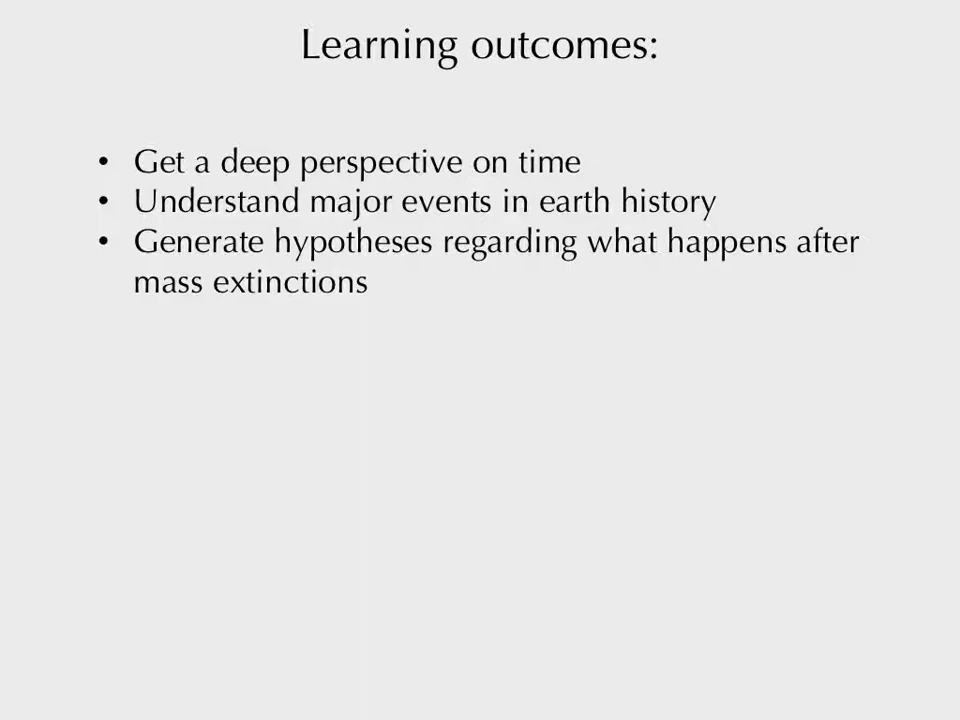 Learning outcomes:
• Get a deep perspective on time
• Understand major events in earth history
• Generate hypotheses regarding what happens after
mass extinctions